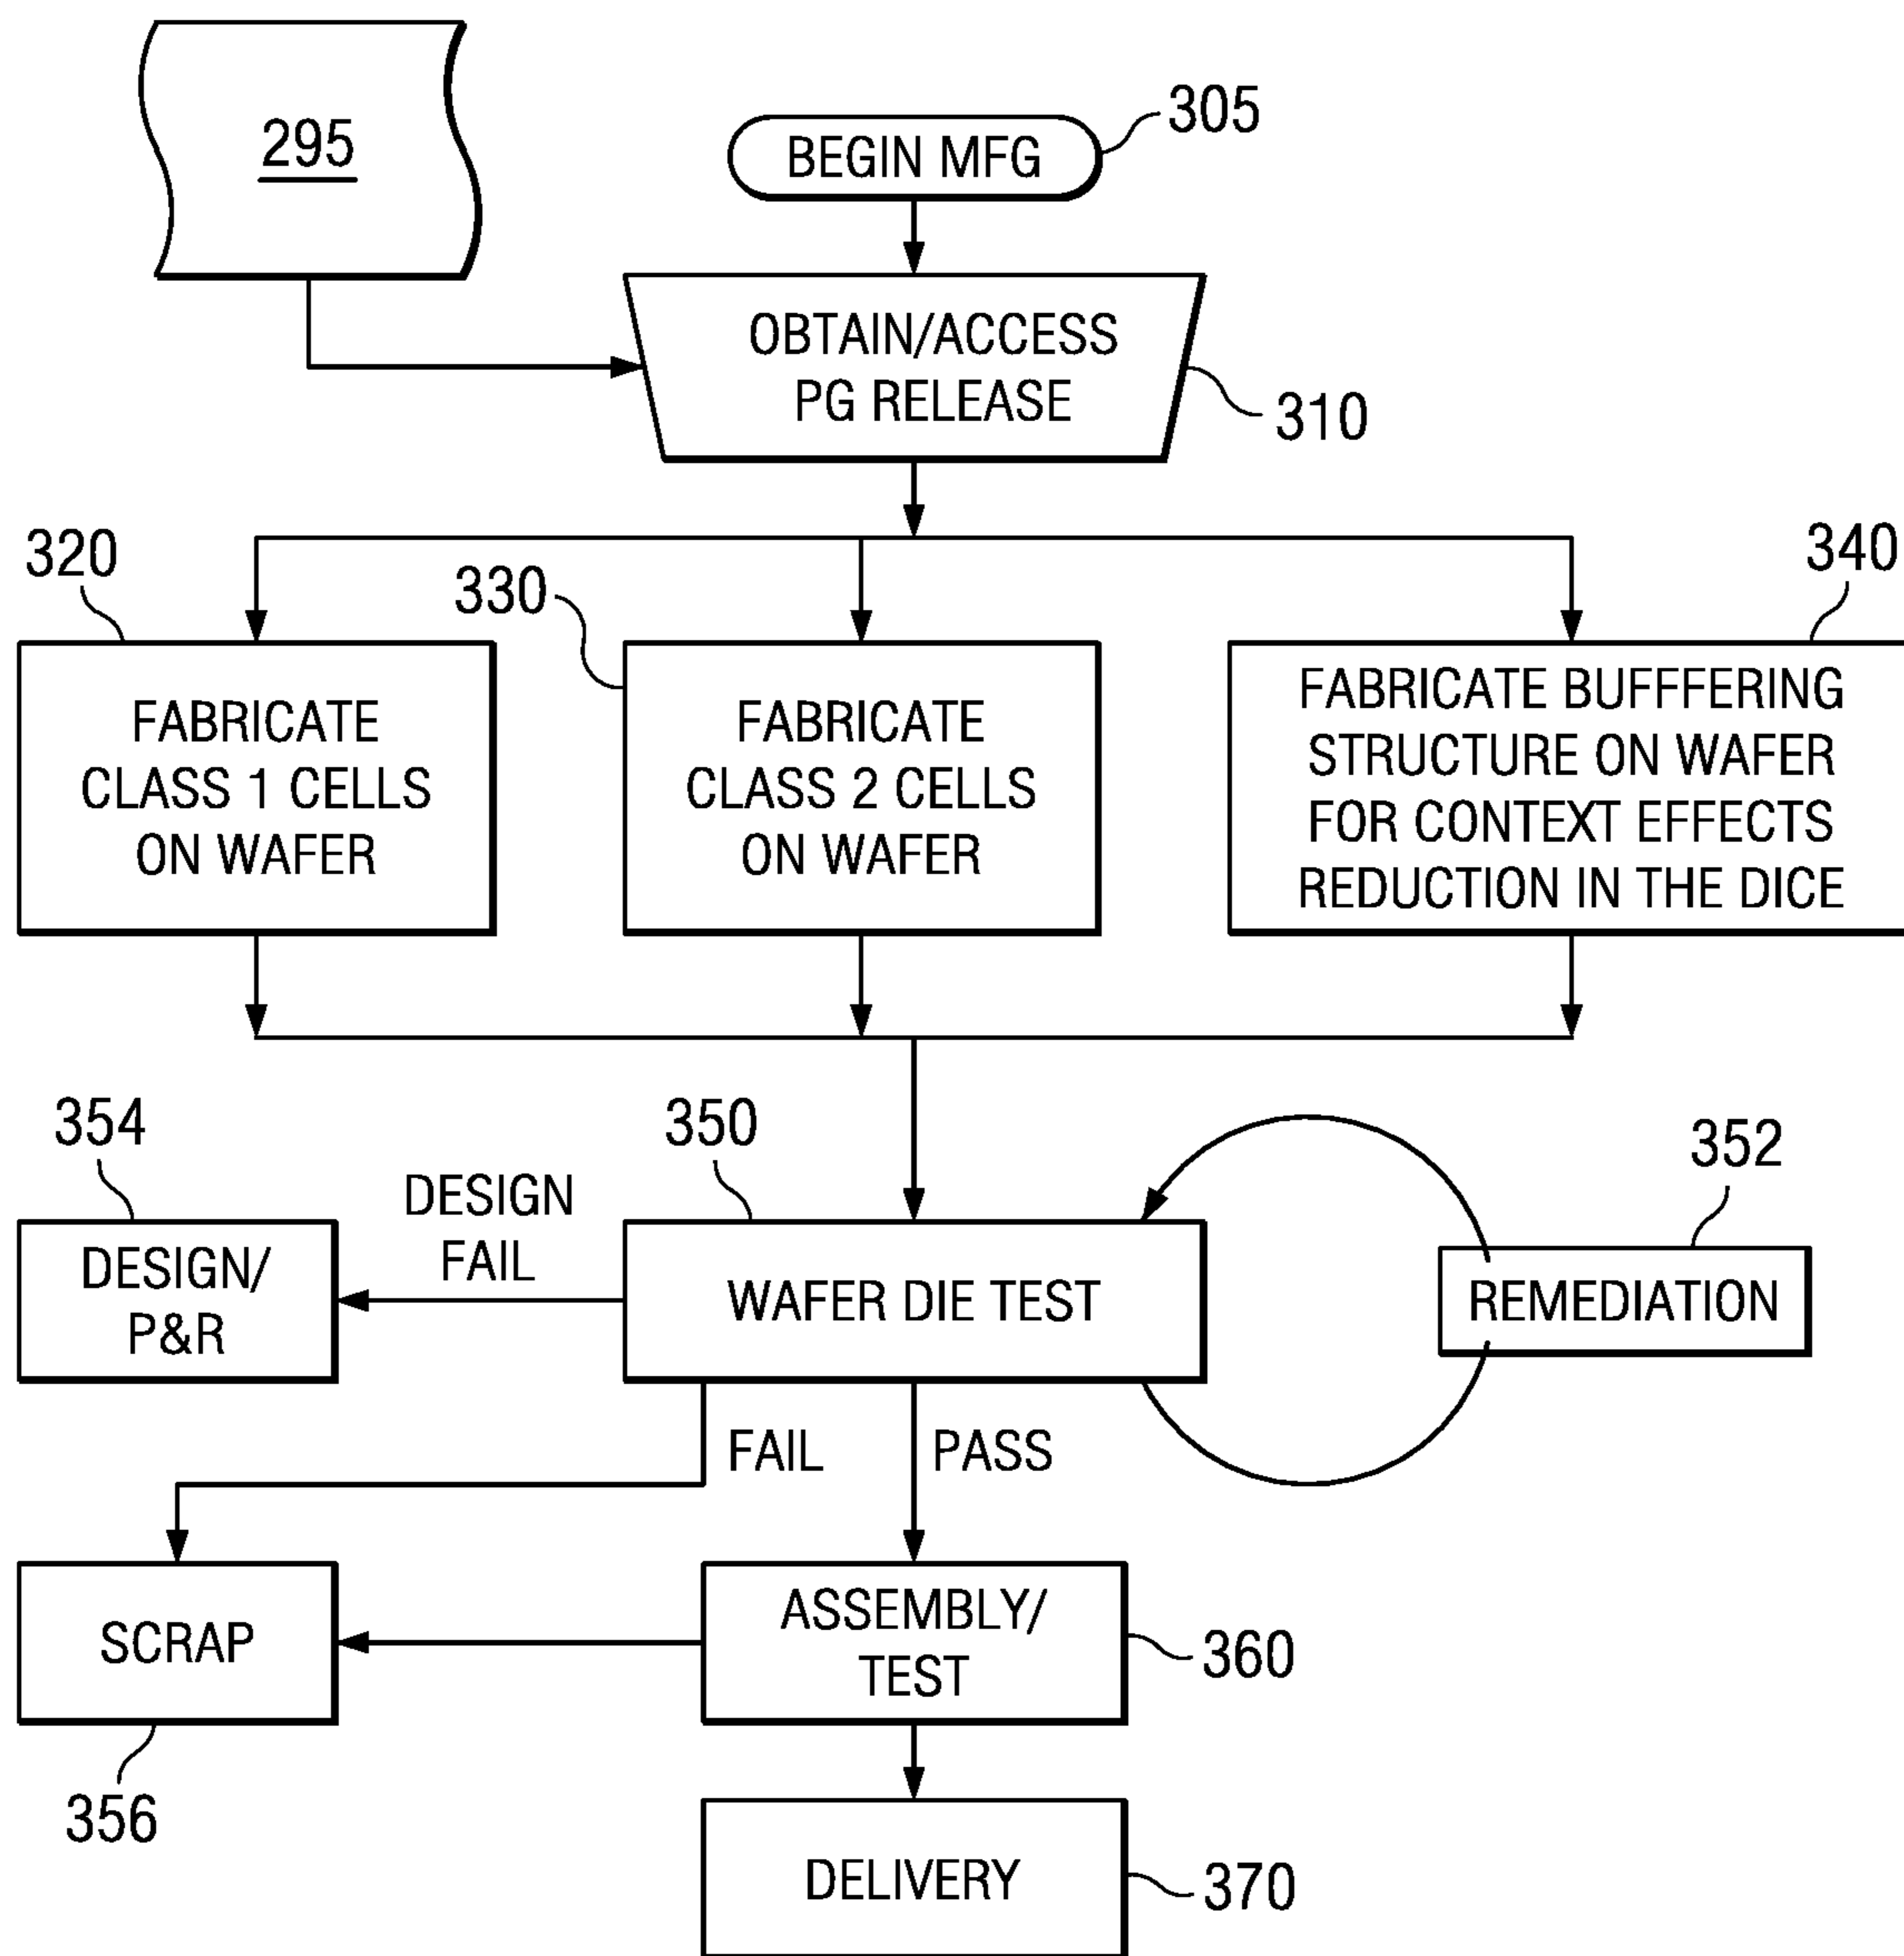 295
BEGIN MFG
305
OBTAIN/ACCESS
PG RELEASE
310
320
330
340
FABRICATE
CLASS 1 CELLS
ON WAFER
FABRICATE
CLASS 2 CELLS
ON WAFER
FABRICATE BUFFFERING
STRUCTURE ON WAFER
FOR CONTEXT EFFECTS
REDUCTION IN THE DICE
354
350
352
DESIGN
FAIL
DESIGN/
P&R
WAFER DIE TEST
REMEDIATION
FAIL
PASS
SCRAP
ASSEMBLY/
TEST
360
356
DELIVERY
370